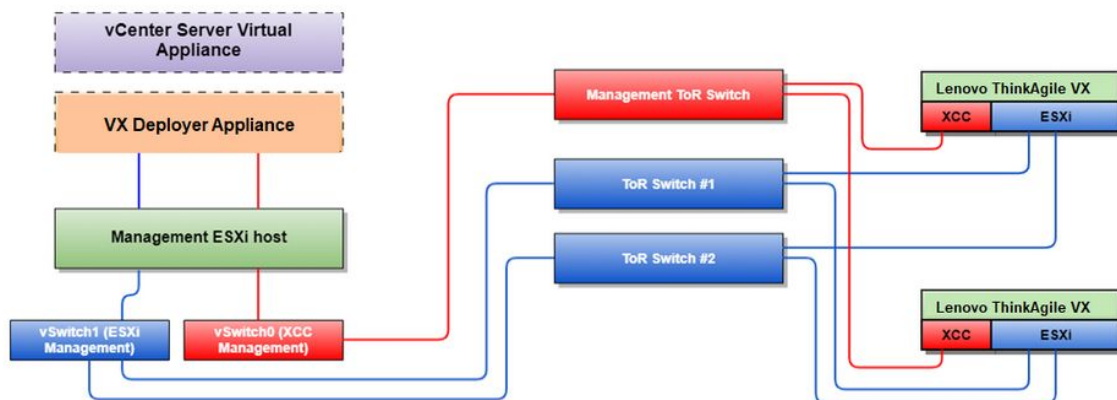 vCenter Server Virtual
Appliance
VX Deployer Appliance
Management ESXi host
vSwitch1 (ESXi
Management)
vSwitch0 (XCC
Management)
Management ToR Switch
ToR Switch #1
ToR Switch #2
Lenovo ThinkAgile VX
XCC
ESXi
Lenovo ThinkAgile VX
XCC
ESXi